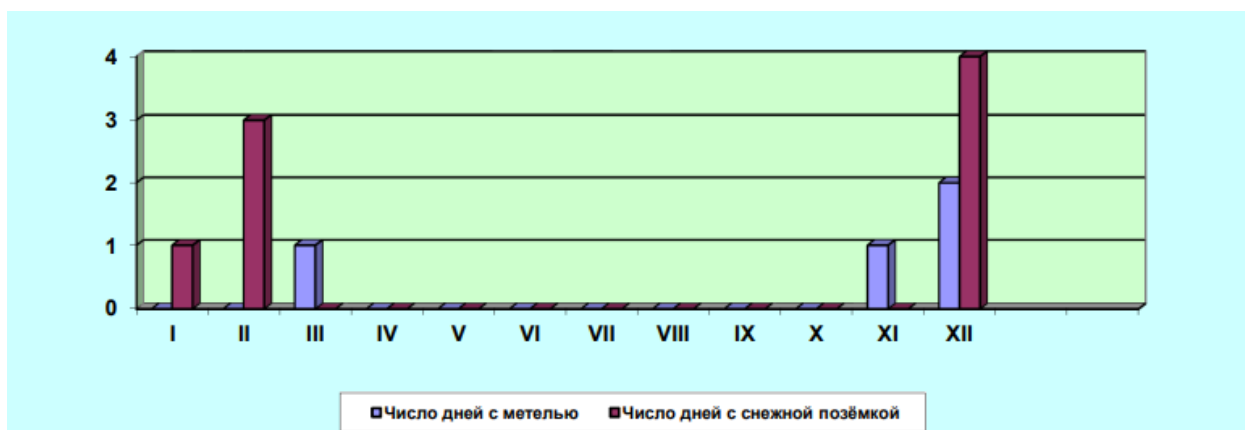 4
3
2
1
0
I II III IV V VI VII VIII IX X XI XII
Число дней с метелью Число дней с снежной позёмкой